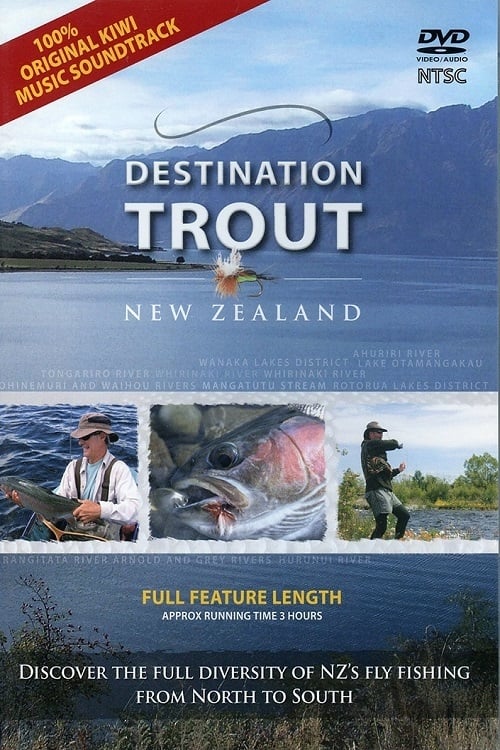 100%
ORIGINAL KIWI
MUSIC SOUNDTRACK
DVD
VIDEO/AUDIO
NTSC
DESTINATION
TROUT
NEW ZEALAND
AHURIRI RIVER
WANAKA LAKES DISTRICT LAKE OTAMANGAKAU
TONGARIRO RIVER WHIRINAKI RIVER WHIRINAKI RIVER
OHINEMURI AND WAIHOU RIVERS MANGATUTU STREAM ROTORUA LAKES DISTRICT
RANGITATA RIVER ARNOLD AND GREY RIVERS HURUNUI RIVER
FULL FEATURE LENGTH
APPROX RUNNING TIME 3 HOURS
DISCOVER THE FULL DIVERSITY OF NZ'S FLY FISHING
FROM NORTH TO SOUTH